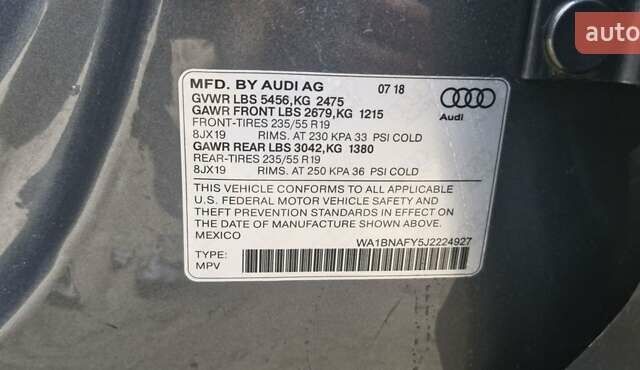 auto
MFD. BY AUDI AG 07 18
GVWR LBS 5456,KG 2475
GAWR FRONT LBS 2679,KG 1215
FRONT-TIRES 235/55 R19
8JX19 RIMS. AT 230 KPA 33 PSI COLD
GAWR REAR LBS 3042,KG 1380
REAR-TIRES 235/55 R19
8JX19 RIMS. AT 250 KPA 36 PSI COLD
Audi
THIS VEHICLE CONFORMS TO ALL APPLICABLE
U.S. FEDERAL MOTOR VEHICLE SAFETY AND
THEFT PREVENTION STANDARDS IN EFFECT ON
THE DATE OF MANUFACTURE SHOWN ABOVE.
MEXICO WA1BNAFY5J2224927
TYPE:
MPV